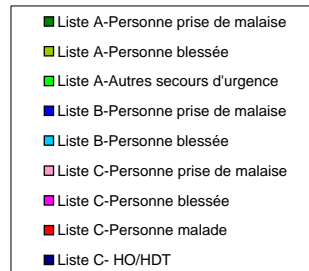 Liste A-Personne prise de malaise
Liste A-Personne blessée
Liste A-Autres secours d'urgence
Liste B-Personne prise de malaise
Liste B-Personne blessée
Liste C-Personne prise de malaise
Liste C-Personne blessée
Liste C-Personne malade
Liste C- HO/HDT